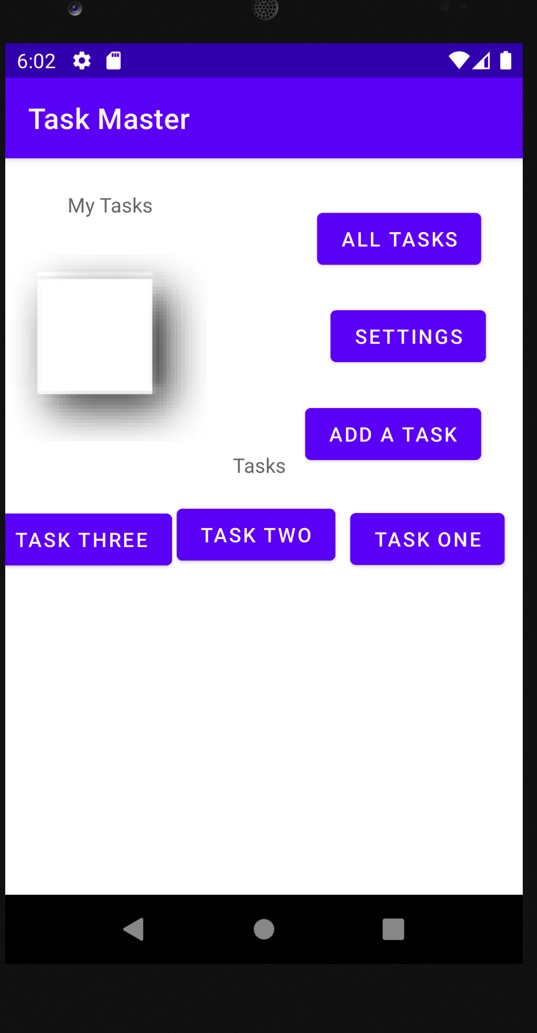 6:02
Task Master
My Tasks
ALL TASKS
SETTINGS
ADD A TASK
Tasks
TASK THREE
TASK TWO
TASK ONE